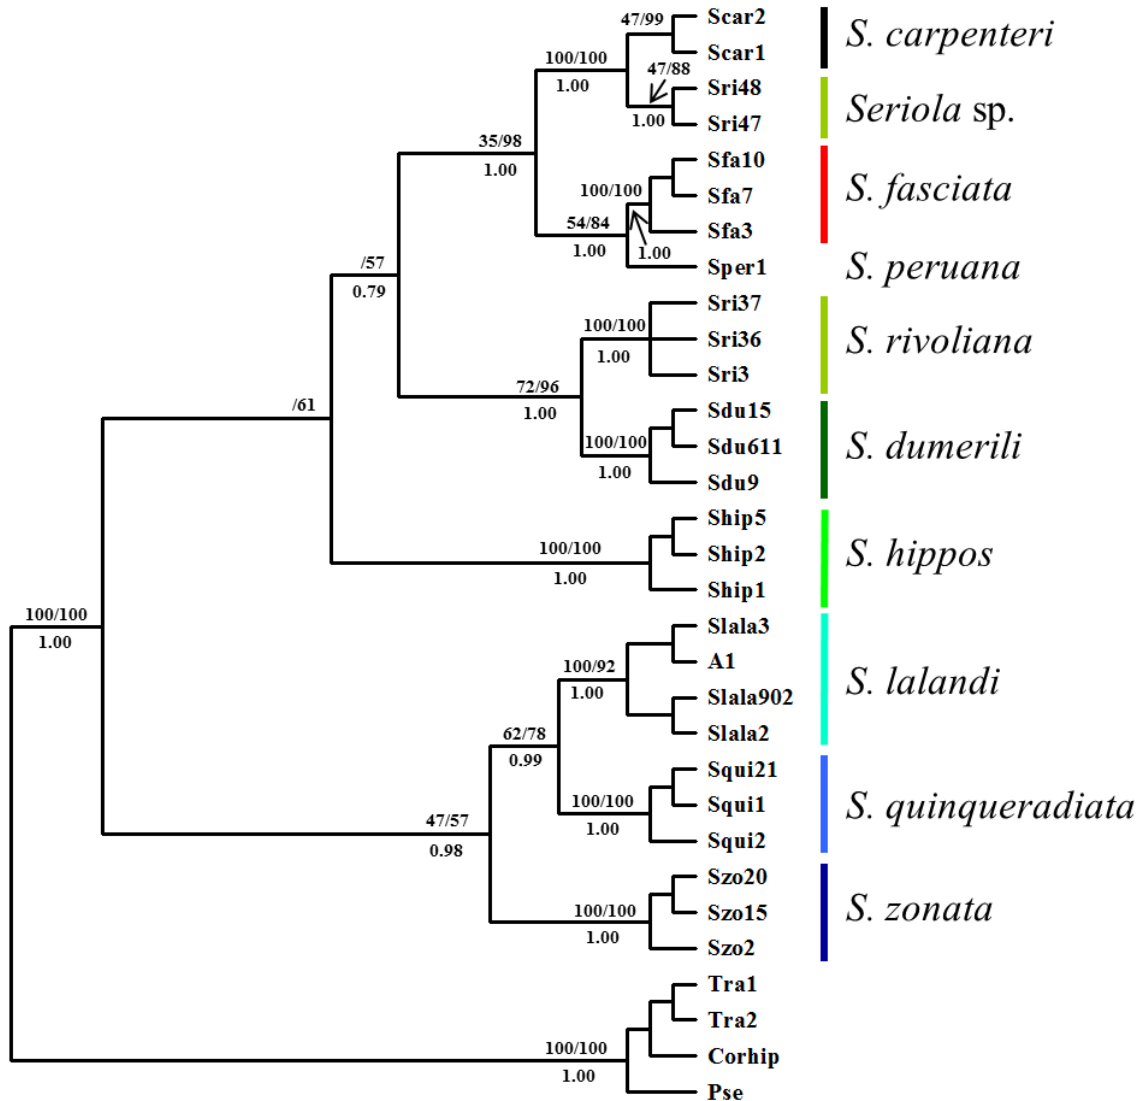 47/99
Scar2
Scar1
S. carpenteri
100/100
1.00
47/88
1.00
Sri48
Sri47
Seriola sp.
35/98
1.00
Sfa10
Sfa7
Sfa3
S. fasciata
100/100
1.00
54/84
1.00
Sper1
S. peruana
/57
0.79
Sri37
Sri36
Sri3
S. rivoliana
100/100
1.00
72/96
1.00
Sdu15
Sdu611
Sdu9
S. dumerili
100/100
1.00
/61
Ship5
Ship2
Ship1
S. hippos
100/100
1.00
100/100
1.00
Slala3
A1
Slala902
Slala2
S. lalandi
100/92
1.00
62/78
0.99
Squi21
Squi1
Squi2
S. quinqueradiata
100/100
1.00
47/57
0.98
Szo20
Szo15
Szo2
S. zonata
100/100
1.00
Tra1
Tra2
Corhip
Pse
100/100
1.00